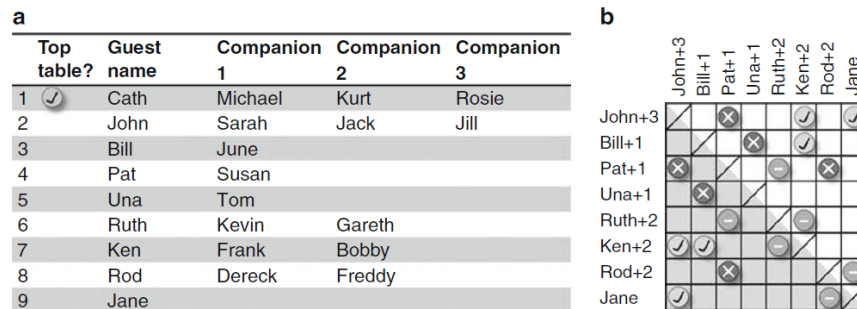 a
Top table? Guest name Companion 1 Companion 2 Companion 3
1 Cath Michael Kurt Rosie
2 John Sarah Jack Jill
3 Bill June
4 Pat Susan
5 Una Tom
6 Ruth Kevin Gareth
7 Ken Frank Bobby
8 Rod Dereck Freddy
9 Jane
b
John+3 Bill+1 Pat+1 Una+1 Ruth+2 Ken+2 Rod+2 Jane
John+3
Bill+1
Pat+1
Una+1
Ruth+2
Ken+2
Rod+2
Jane